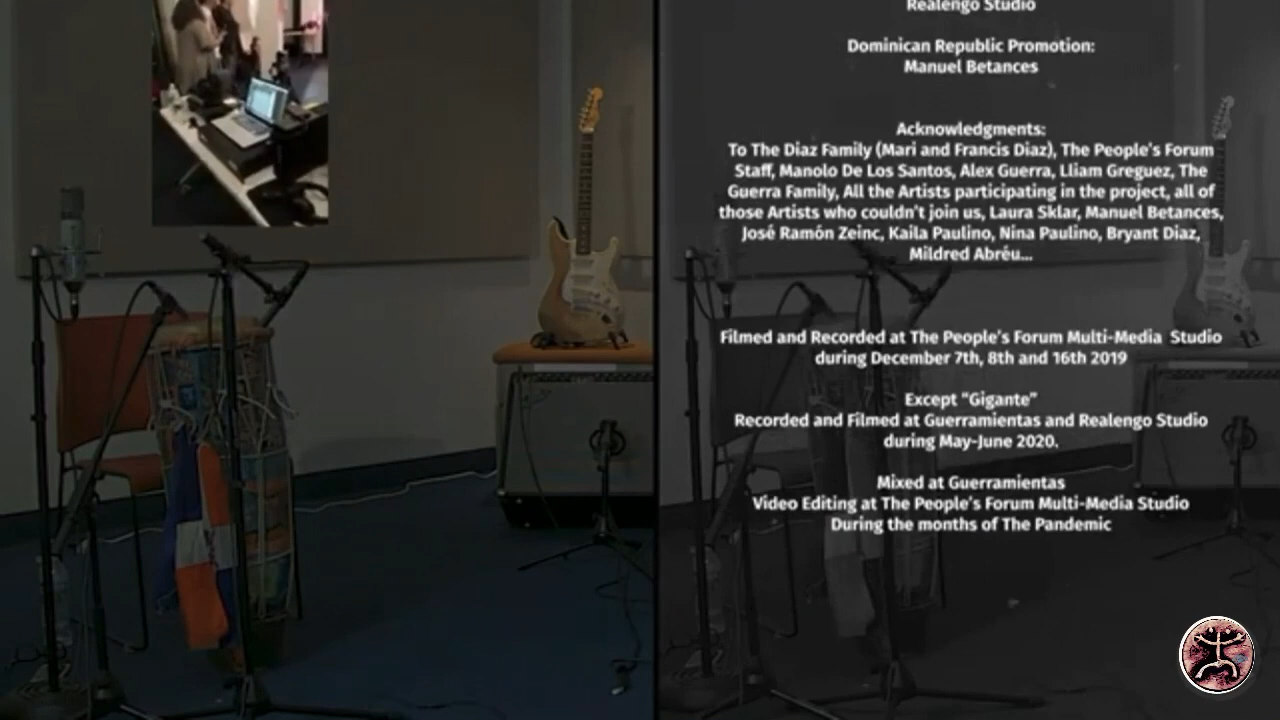 Realengo Studio
Dominican Republic Promotion:
Manuel Betances
Acknowledgments:
To The Diaz Family (Mari and Francis Diaz), The People's Forum
Staff, Manolo De Los Santos, Alex Guerra, Lliam Greguez, The
Guerra Family, All the Artists participating in the project, all of
those Artists who couldn't join us, Laura Sklar, Manuel Betances,
José Ramón Zeinc, Kaila Paulino, Nina Paulino, Bryant Diaz,
Mildred Abréu...
Filmed and Recorded at The People's Forum Multi-Media Studio
during December 7th, 8th and 16th 2019
Except “Gigante”
Recorded and Filmed at Guerramientas and Realengo Studio
during May-June 2020.
Mixed at Guerramientas
Video Editing at The People's Forum Multi-Media Studio
During the months of The Pandemic